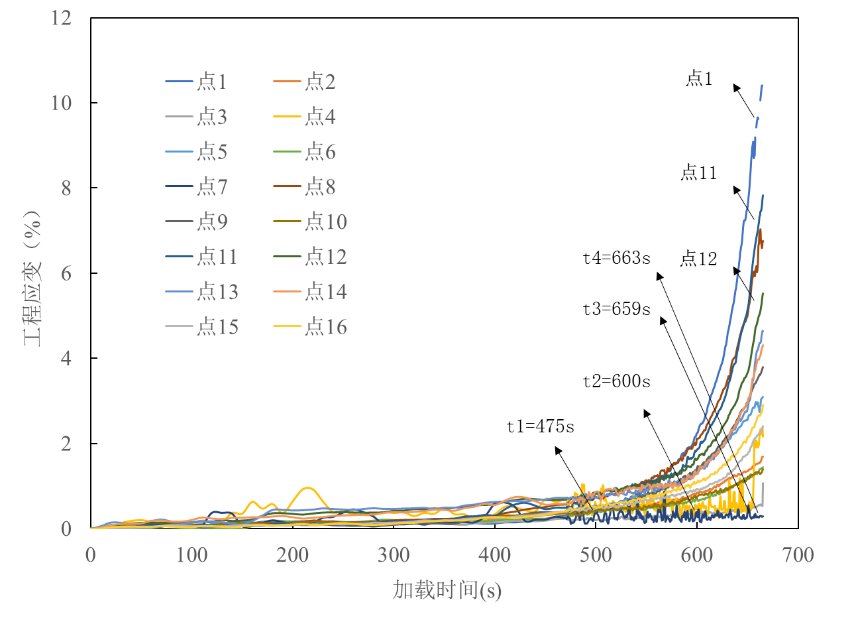 12
10
8
6
4
2
0
工程应变（%）
点1 点2
点3 点4
点5 点6
点7 点8
点9 点10
点11 点12
点13 点14
点15 点16
点1
点11
点12
t4=663s
t3=659s
t2=600s
t1=475s
0 100 200 300 400 500 600 700
加载时间(s)